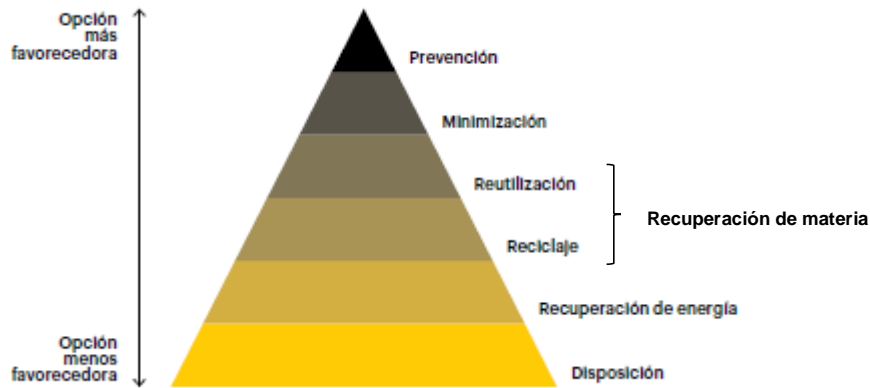 Opción
más
favorecedora
Prevención
Minimización
Reutilización
Recuperación de materia
Reciclaje
Recuperación de energía
Opción
menos
favorecedora
Disposición